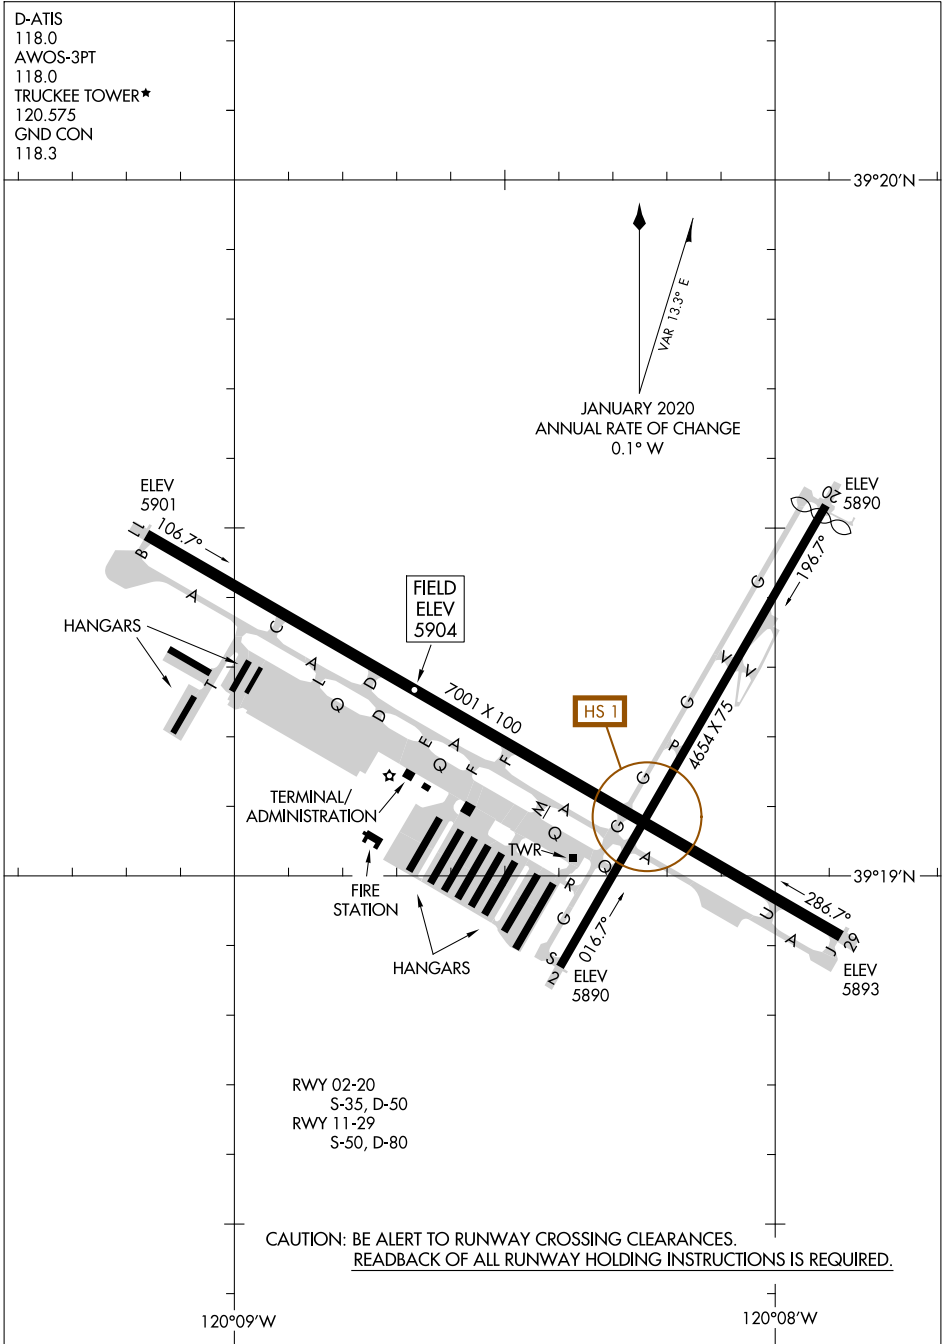 D-ATIS
118.0
AWOS-3PT
118.0
TRUCKEE TOWER★
120.575
GND CON
118.3
39°20'N
VAR 13.3° E
JANUARY 2020
ANNUAL RATE OF CHANGE
0.1° W
ELEV
5901
ELEV
5890
20
11
106.7°
B
196.7°
A
G
FIELD
ELEV
5904
HANGARS
C
A
L
D
T
Q
D
V
V
7001 X 100
G
HS 1
P
4654 X 75
E
A
Q
F
F
G
TERMINAL/
ADMINISTRATION
M
A
Q
G
TWR
Q
A
39°19'N
FIRE
STATION
R
G
U
286.7°
A
J
29
HANGARS
S
2
016.7°
ELEV
5890
ELEV
5893
RWY 02-20
S-35, D-50
RWY 11-29
S-50, D-80
CAUTION: BE ALERT TO RUNWAY CROSSING CLEARANCES.
READBACK OF ALL RUNWAY HOLDING INSTRUCTIONS IS REQUIRED.
120°09'W
120°08'W